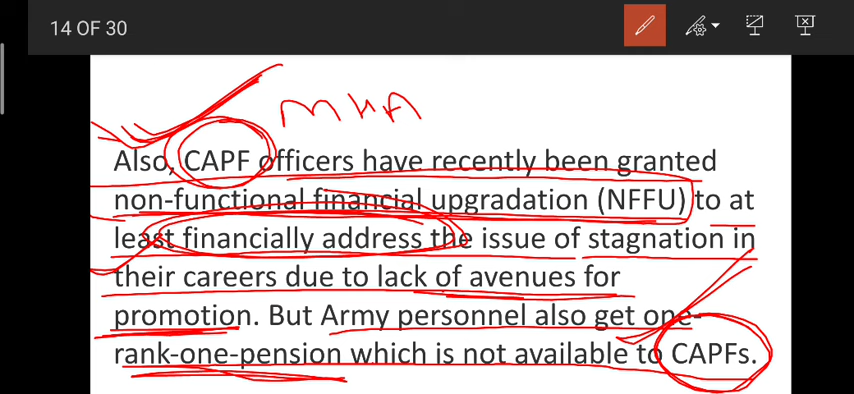 14 OF 30
MHA
Also, CAPF officers have recently been granted
non-functional financial upgradation (NFFU) to at
least financially address the issue of stagnation in
their careers due to lack of avenues for
promotion. But Army personnel also get one-
rank-one-pension which is not available to CAPFs.